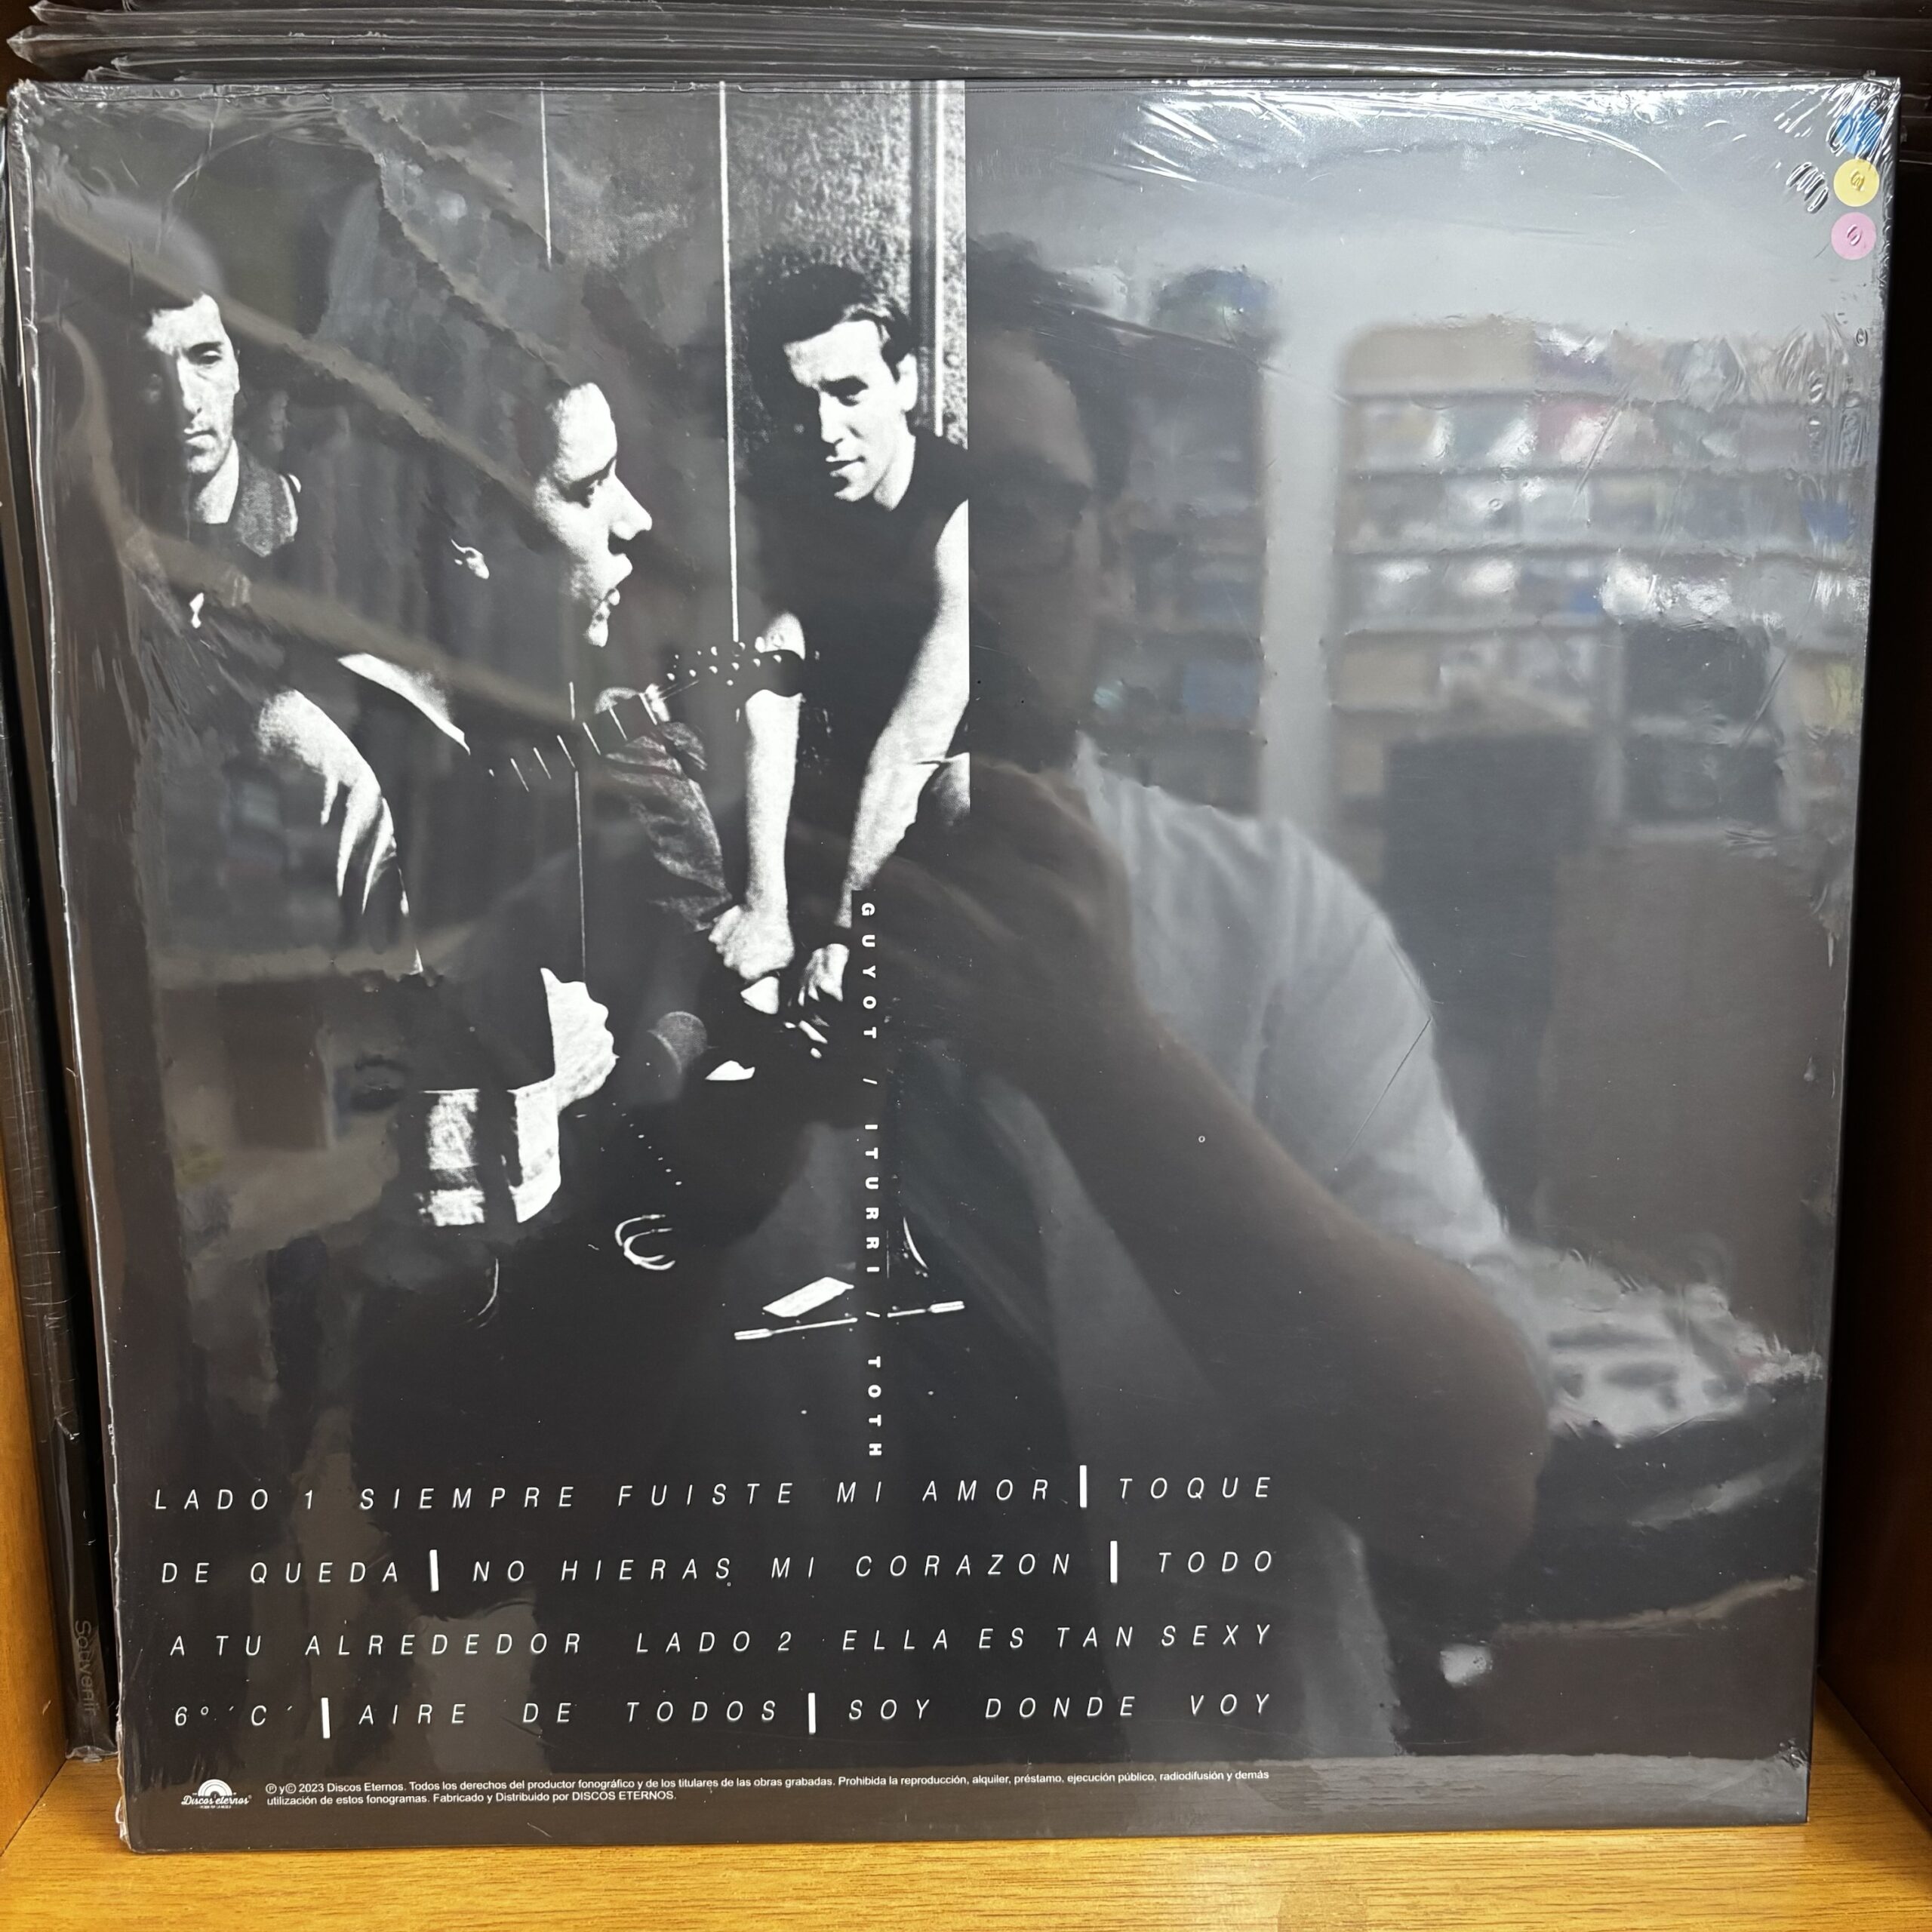 GUYOT / ITURRI / TOTH
LADO 1 SIEMPRE FUISTE MI AMOR | TOQUE
DE QUEDA | NO HIERAS MI CORAZON | TODO
A TU ALREDEDOR LADO 2 ELLA ES TAN SEXY
6º ´C´ | AIRE DE TODOS | SOY DONDE VOY
Discos eternos
℗ y © 2023 Discos Eternos. Todos los derechos del productor fonográfico y de los titulares de las obras grabadas. Prohibida la reproducción, alquiler, préstamo, ejecución público, radiodifusión y demás
utilización de estos fonogramas. Fabricado y Distribuido por DISCOS ETERNOS.
Souvenir